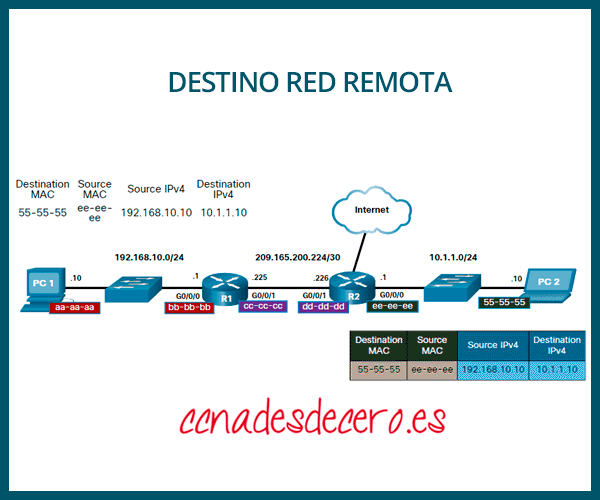 DESTINO RED REMOTA
Destination MAC Source MAC Source IPv4 Destination IPv4
55-55-55 ee-ee-ee 192.168.10.10 10.1.1.10
Internet
192.168.10.0/24 209.165.200.224/30 10.1.1.0/24
PC 1 .10 .1 .225 .226 .1 .10 PC 2
G0/0/0 R1 G0/0/1 G0/0/1 R2 G0/0/0
aa-aa-aa bb-bb-bb cc-cc-cc dd-dd-dd ee-ee-ee 55-55-55
Destination MAC Source MAC Source IPv4 Destination IPv4
55-55-55 ee-ee-ee 192.168.10.10 10.1.1.10
ccnadesdecero.es